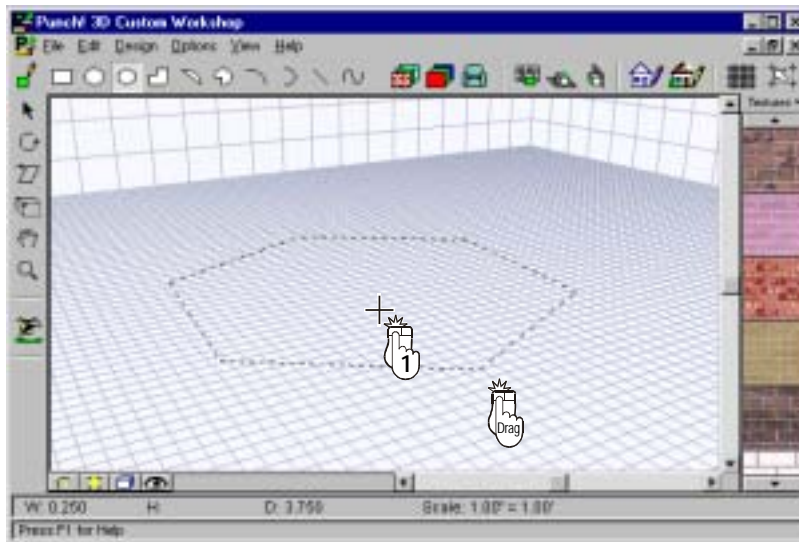 Punch! 3D Custom Workshop
File Edit Design Options View Help
Textures
1
Drag
W: 0.250 H: D: 3.750 Scale: 1.00" = 1.00'
Press F1 for Help